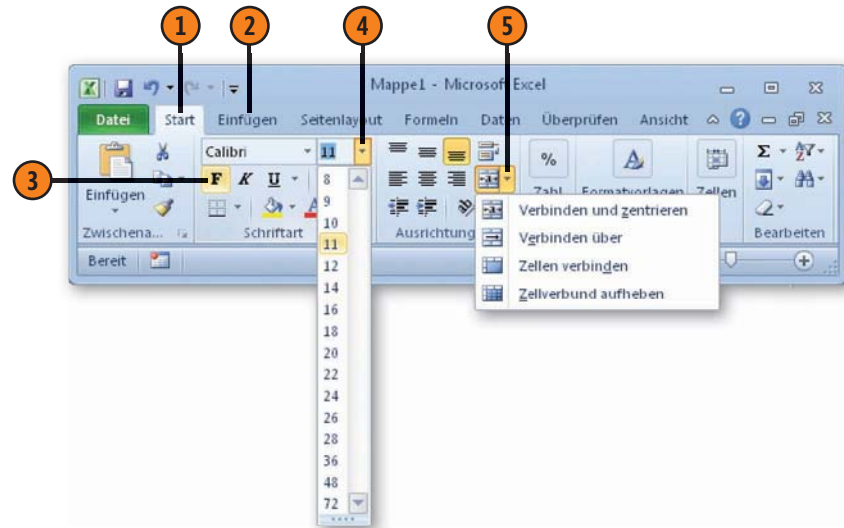 1 2 4 5
Mappe1 - Microsoft Excel
Datei Start Einfügen Seitenlayout Formeln Daten Überprüfen Ansicht
Calibri 11 %
3
F K U
Einfügen
Zahl Formatvorlagen Zellen
Zwischena... Schriftart Ausrichtung Bearbeiten
Bereit
8
9
10
11
12
14
16
18
20
22
24
26
28
36
48
72
Verbinden und zentrieren
Verbinden über
Zellen verbinden
Zellverbund aufheben